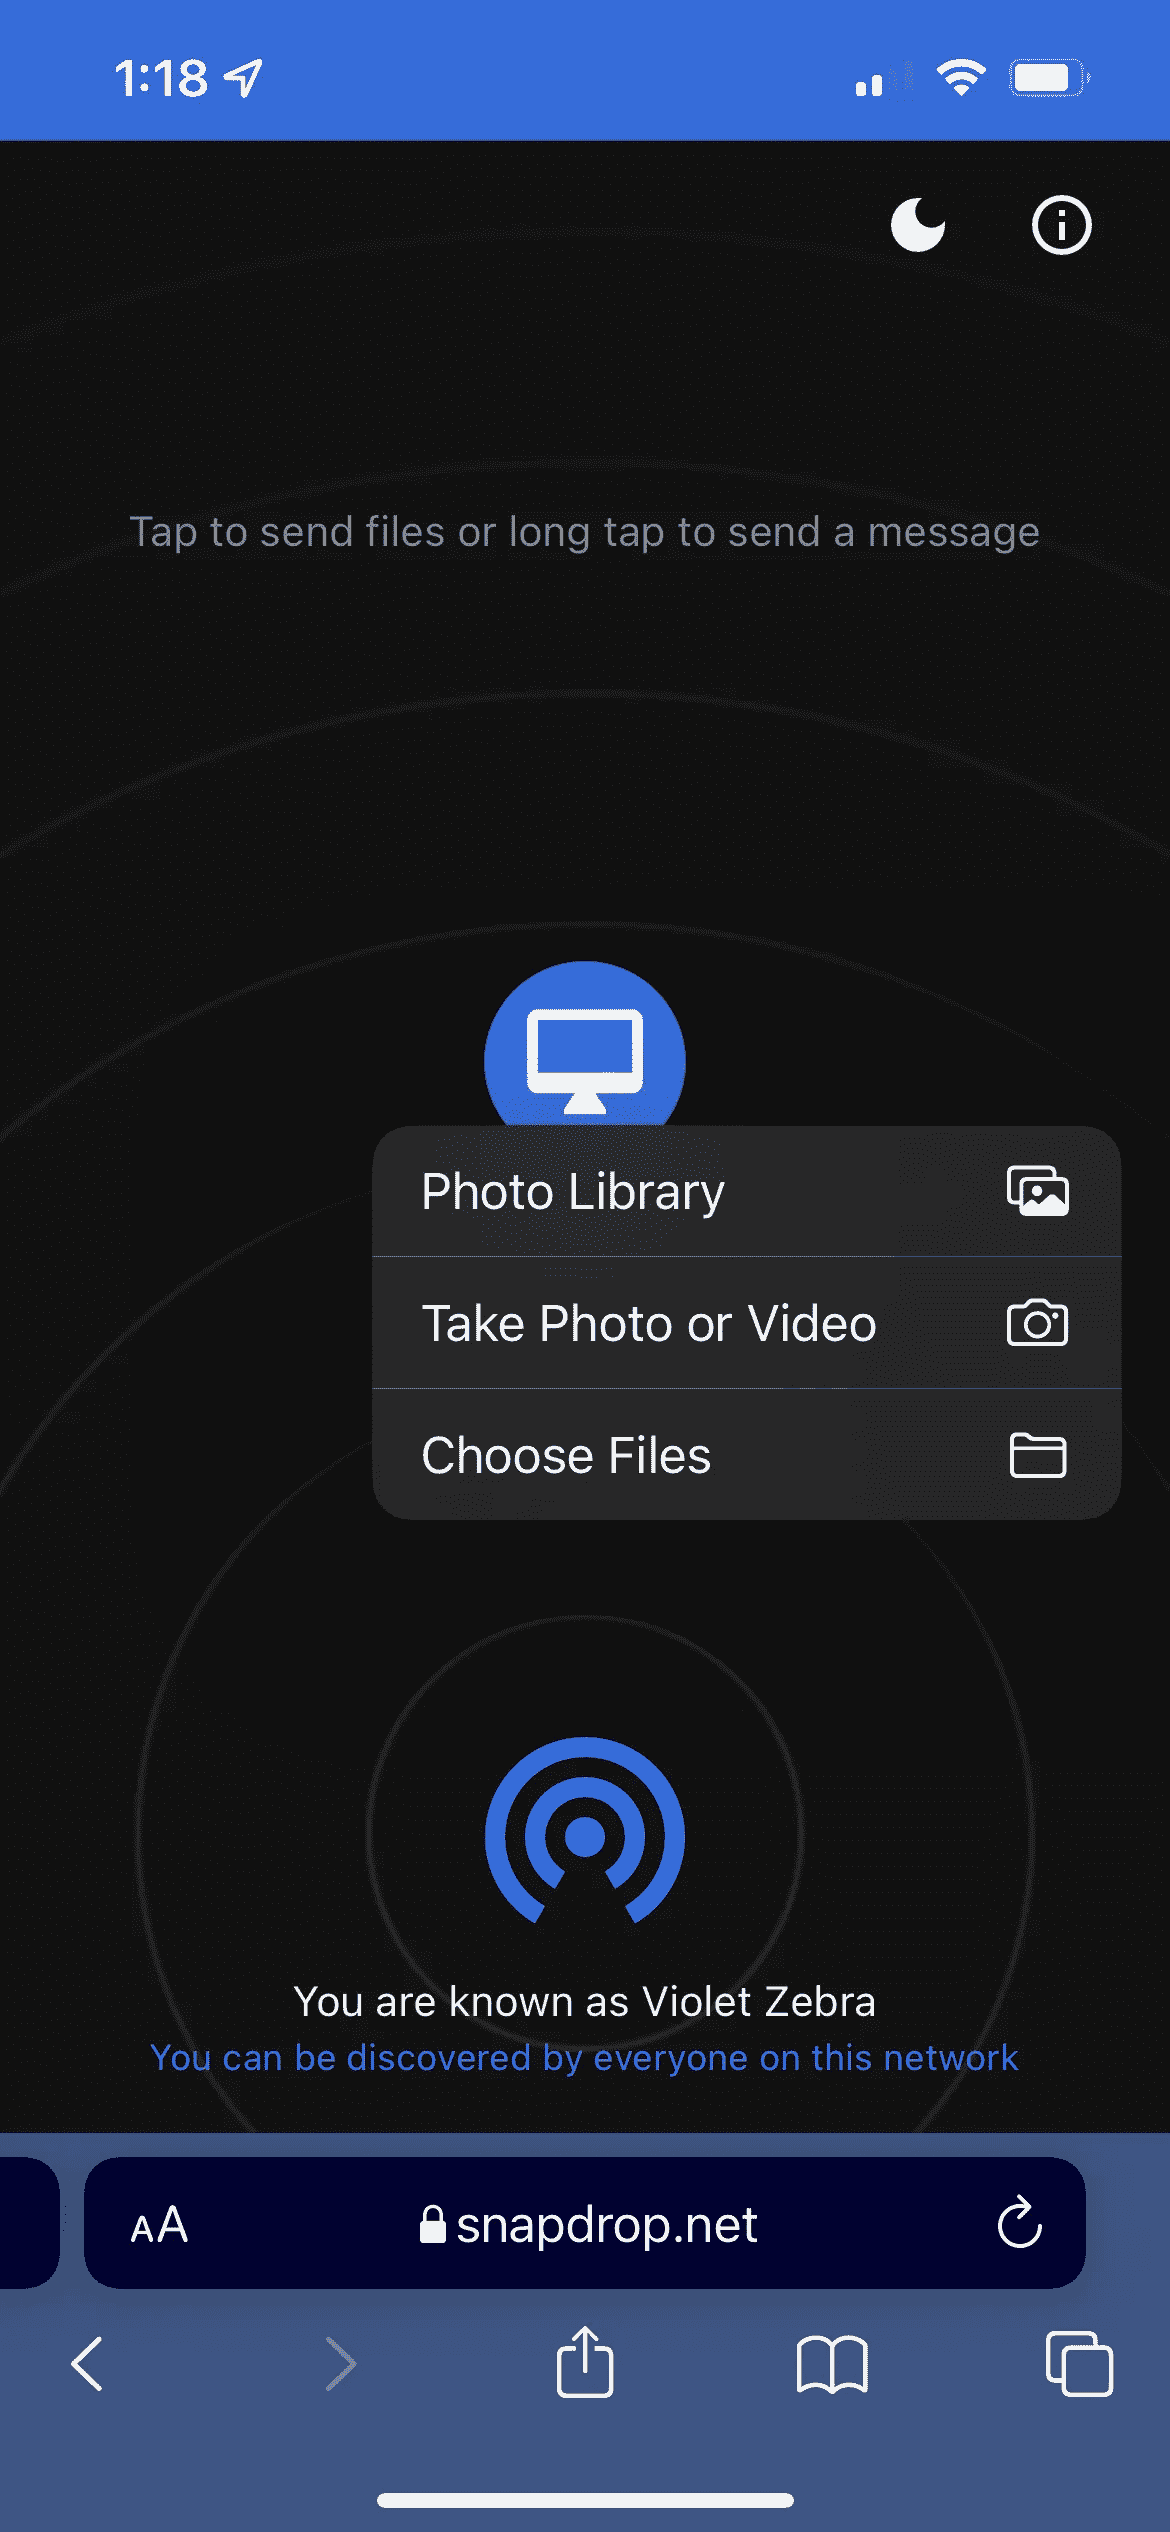 1:18
Tap to send files or long tap to send a message
Photo Library
Take Photo or Video
Choose Files
You are known as Violet Zebra
You can be discovered by everyone on this network
AA snapdrop.net